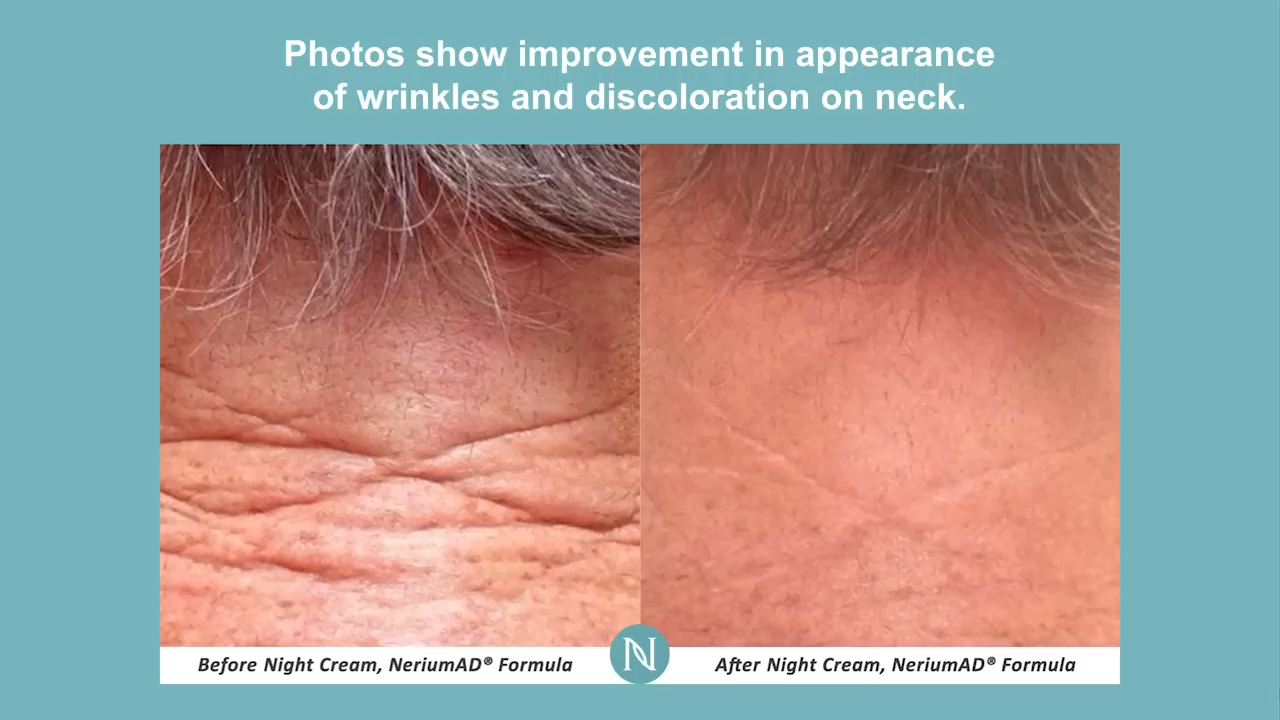 Photos show improvement in appearance
of wrinkles and discoloration on neck.
Before Night Cream, NeriumAD® Formula
N
After Night Cream, NeriumAD® Formula